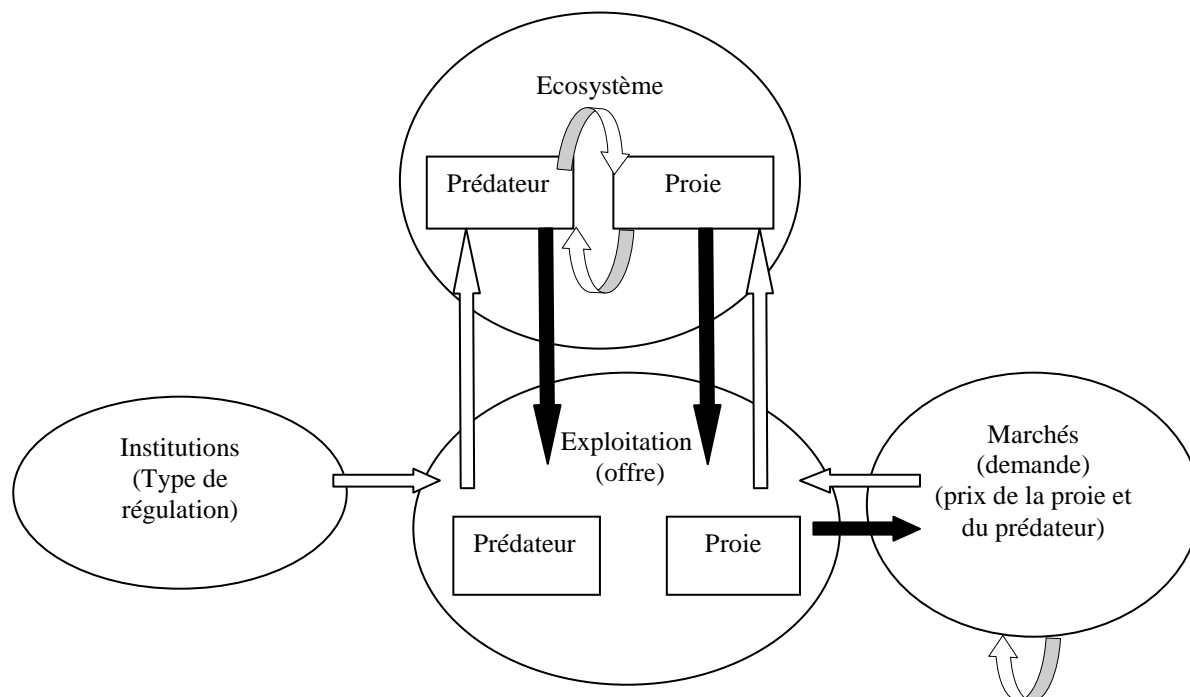 Ecosystème
Prédateur
Proie
Institutions
(Type de
régulation)
Exploitation
(offre)
Prédateur
Proie
Marchés
(demande)
(prix de la proie et
du prédateur)